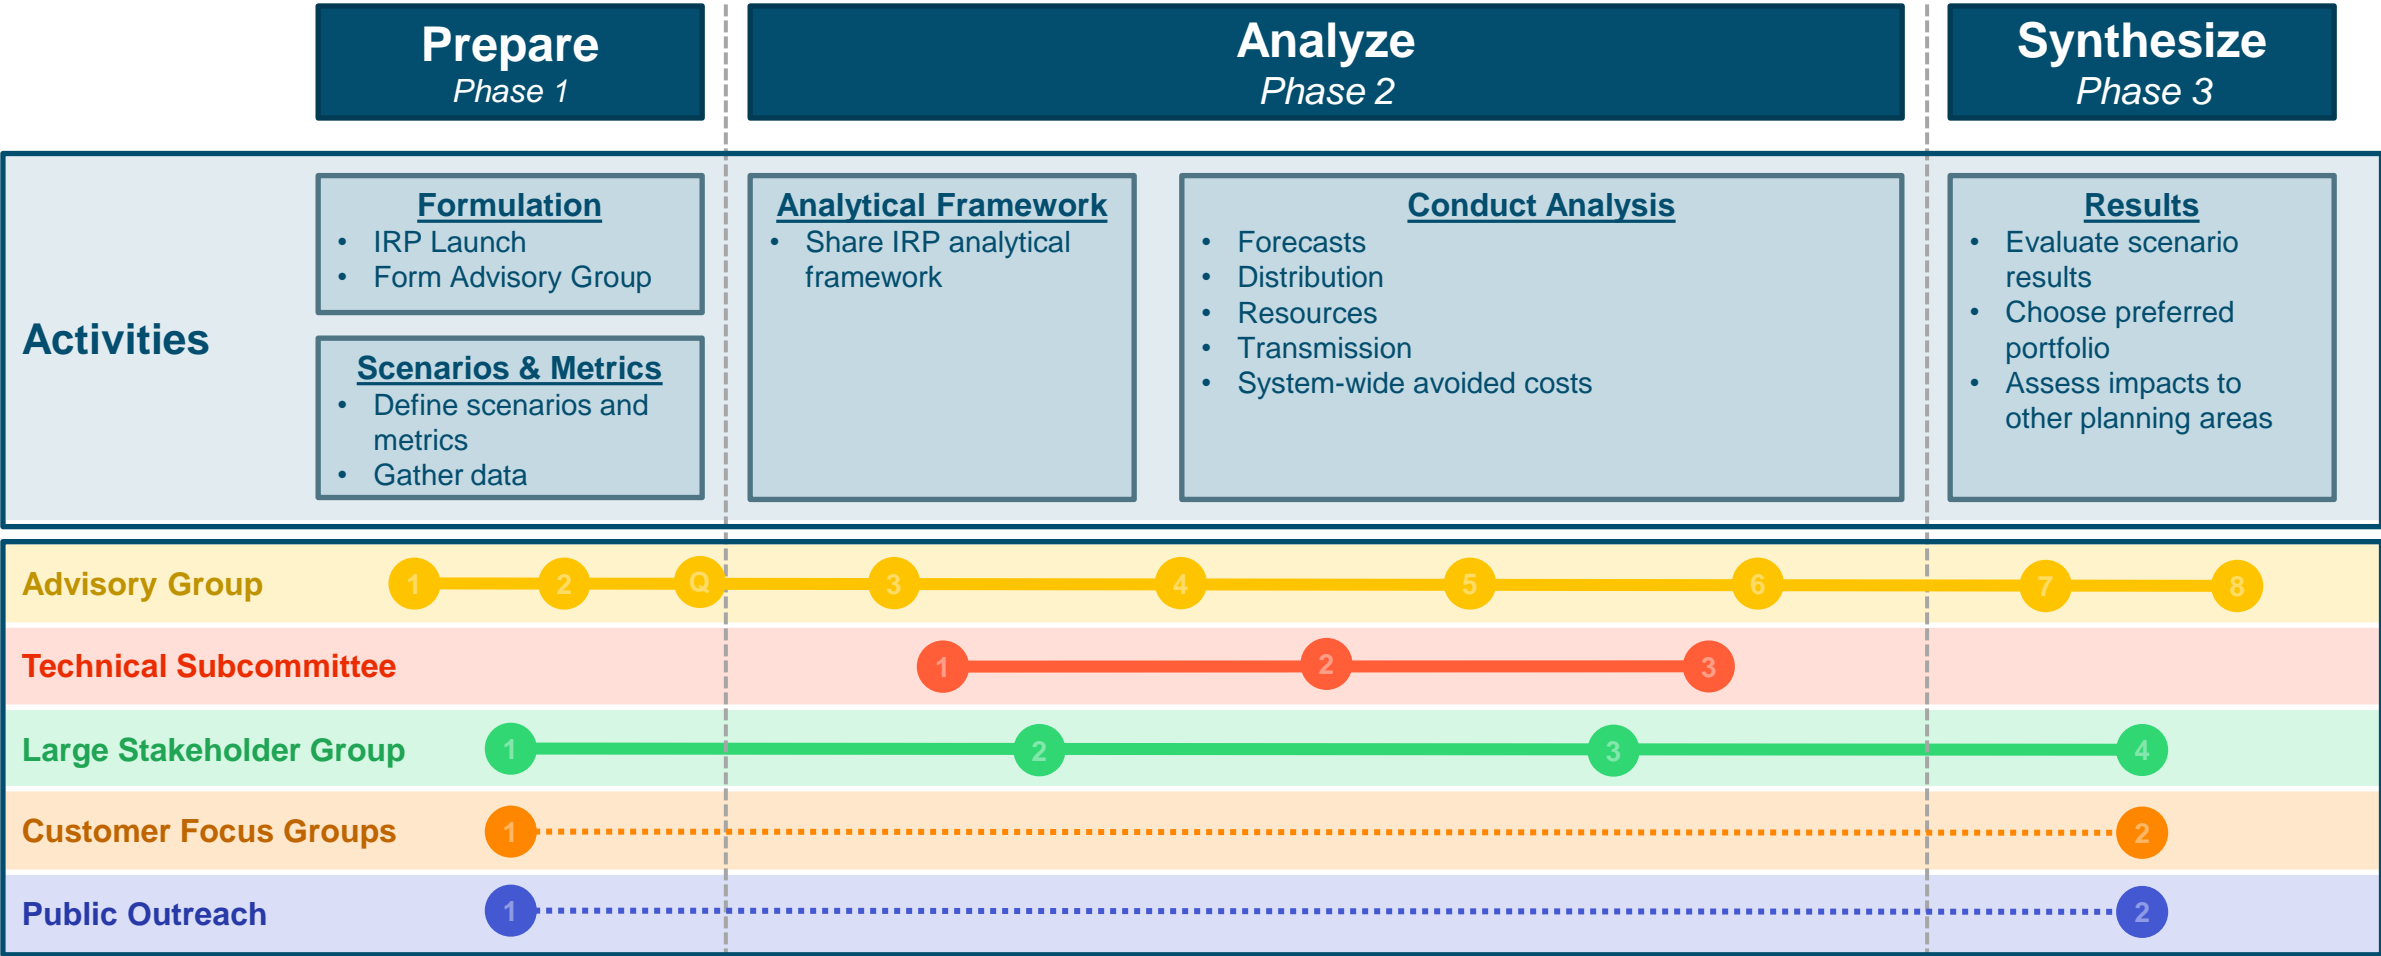 Prepare
Phase 1
Analyze
Phase 2
Synthesize
Phase 3
Activities
Formulation
• IRP Launch
• Form Advisory Group
Scenarios & Metrics
• Define scenarios and
metrics
• Gather data
Analytical Framework
• Share IRP analytical
framework
Conduct Analysis
• Forecasts
• Distribution
• Resources
• Transmission
• System-wide avoided costs
Results
• Evaluate scenario
results
• Choose preferred
portfolio
• Assess impacts to
other planning areas
Advisory Group 1 2 Q 3 4 5 6 7 8
Technical Subcommittee 1 2 3
Large Stakeholder Group 1 2 3 4
Customer Focus Groups 1 2
Public Outreach 1 2